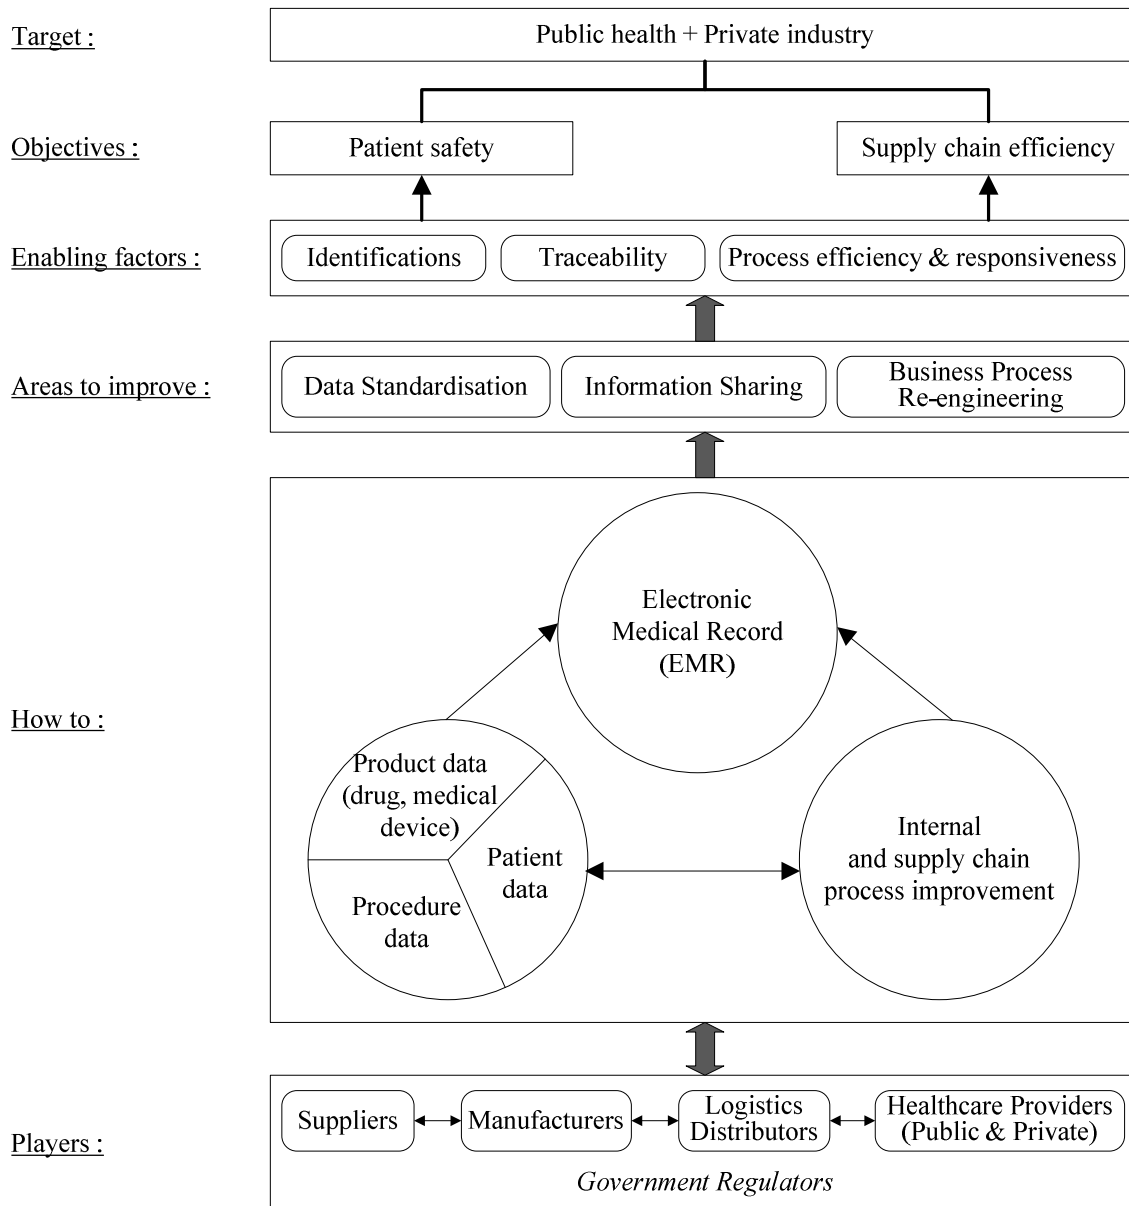 Target :
Public health + Private industry
Objectives :
Patient safety
Supply chain efficiency
Enabling factors :
Identifications
Traceability
Process efficiency & responsiveness
Areas to improve :
Data Standardisation
Information Sharing
Business Process
Re-engineering
How to :
Electronic
Medical Record
(EMR)
Product data
(drug, medical
device)
Patient
data
Procedure
data
Internal
and supply chain
process improvement
Players :
Suppliers
Manufacturers
Logistics
Distributors
Healthcare Providers
(Public & Private)
Government Regulators